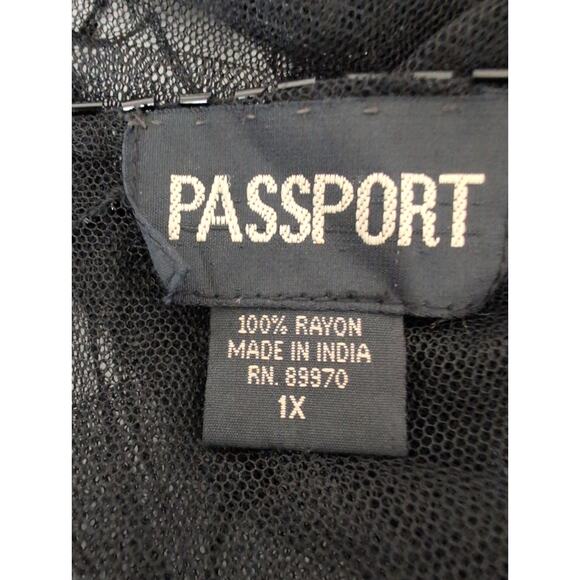 PASSPORT
100% RAYON
MADE IN INDIA
RN. 89970
1X